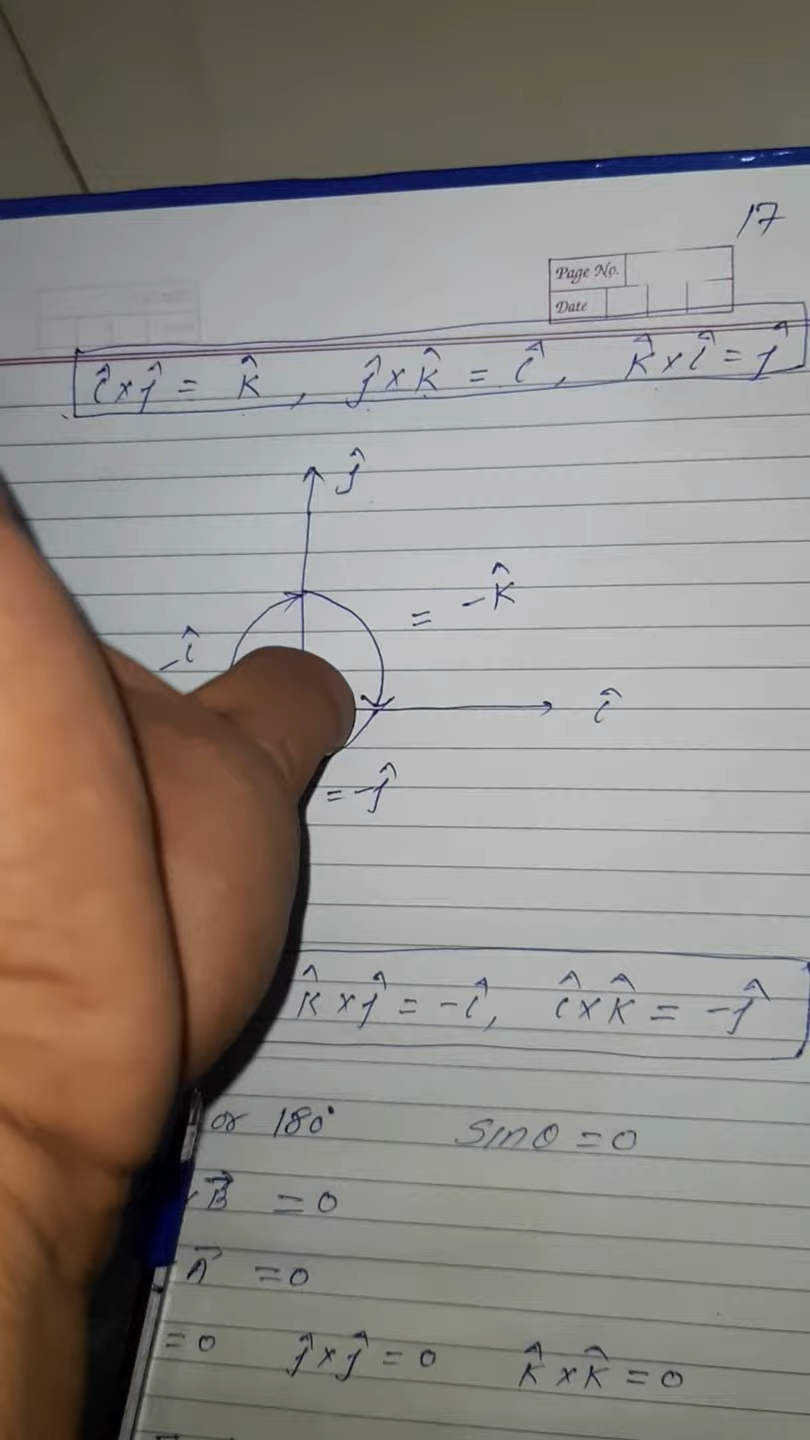 17
Page No.
Date
î×ĵ = k̂, ĵ×k̂ = î, k̂×î = ĵ
ĵ
= -k̂
-î
î
= -ĵ
k̂×ĵ = -î, î×k̂ = -ĵ
or 180° sinθ = 0
B⃗ = 0
A⃗ = 0
= 0 ĵ×ĵ = 0 k̂×k̂ = 0